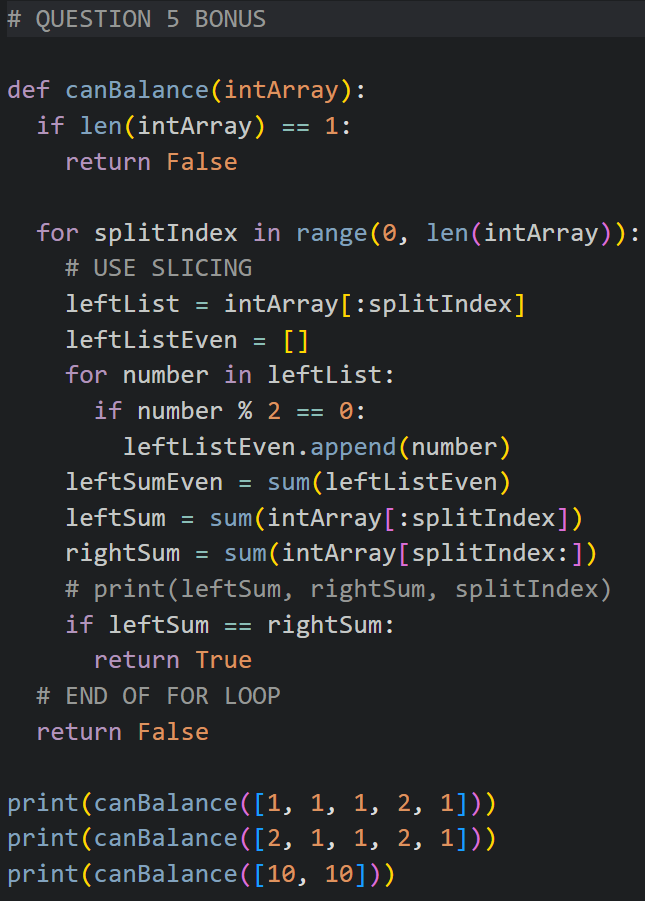 # QUESTION 5 BONUS
def canBalance(intArray):
if len(intArray) == 1:
return False
for splitIndex in range(0, len(intArray)):
# USE SLICING
leftList = intArray[:splitIndex]
leftListEven = []
for number in leftList:
if number % 2 == 0:
leftListEven.append(number)
leftSumEven = sum(leftListEven)
leftSum = sum(intArray[:splitIndex])
rightSum = sum(intArray[splitIndex:])
# print(leftSum, rightSum, splitIndex)
if leftSum == rightSum:
return True
# END OF FOR LOOP
return False
print(canBalance([1, 1, 1, 2, 1]))
print(canBalance([2, 1, 1, 2, 1]))
print(canBalance([10, 10]))